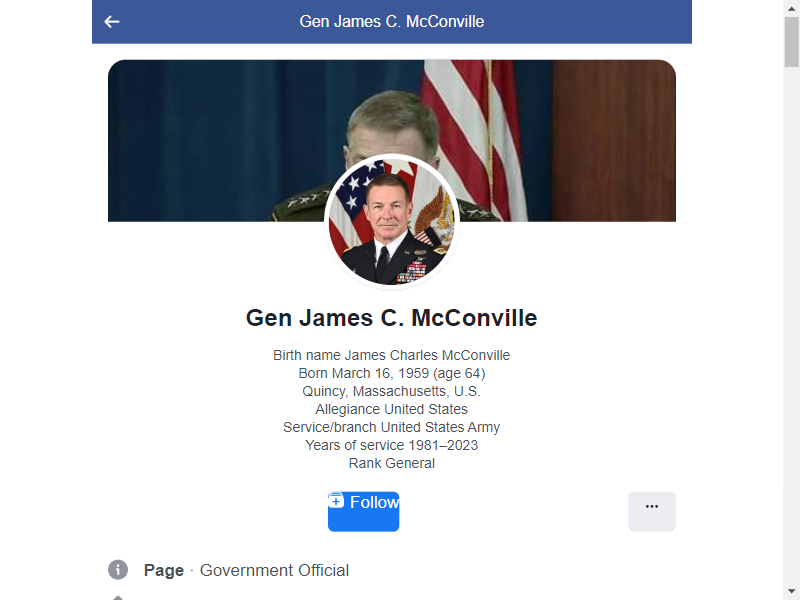 Gen James C. McConville
Gen James C. McConville
Birth name James Charles McConville
Born March 16, 1959 (age 64)
Quincy, Massachusetts, U.S.
Allegiance United States
Service/branch United States Army
Years of service 1981–2023
Rank General
Follow
Page · Government Official